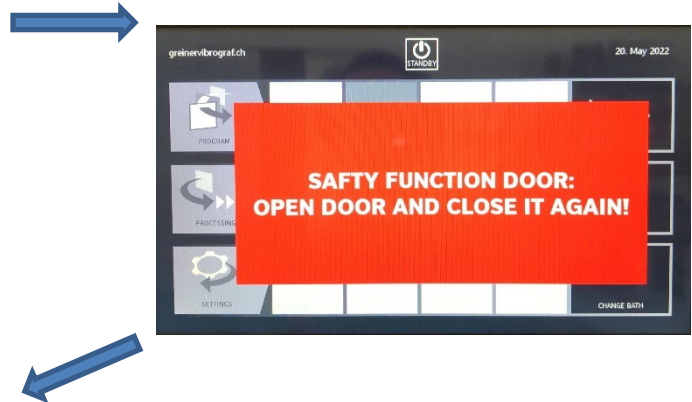 greinervibrograf.ch
STANDBY
20. May 2022
PROGRAM
SAFTY FUNCTION DOOR:
OPEN DOOR AND CLOSE IT AGAIN!
PROCESSING
SETTINGS
CHANGE BATH